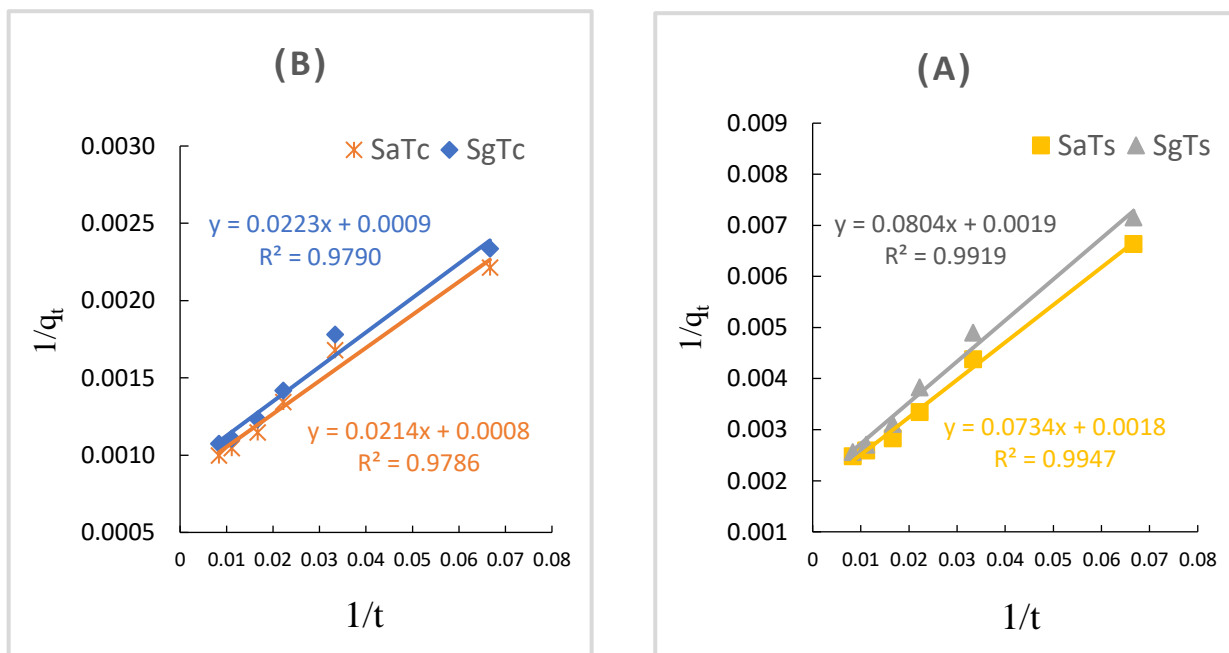 (B)
0.0030
0.0025
0.0020
0.0015
0.0010
0.0005
1/qt
SaTc SgTc
y = 0.0223x + 0.0009
R² = 0.9790
y = 0.0214x + 0.0008
R² = 0.9786
0 0.01 0.02 0.03 0.04 0.05 0.06 0.07 0.08
1/t
(A)
0.009
0.008
0.007
0.006
0.005
0.004
0.003
0.002
0.001
1/qt
SaTs SgTs
y = 0.0804x + 0.0019
R² = 0.9919
y = 0.0734x + 0.0018
R² = 0.9947
0 0.01 0.02 0.03 0.04 0.05 0.06 0.07 0.08
1/t